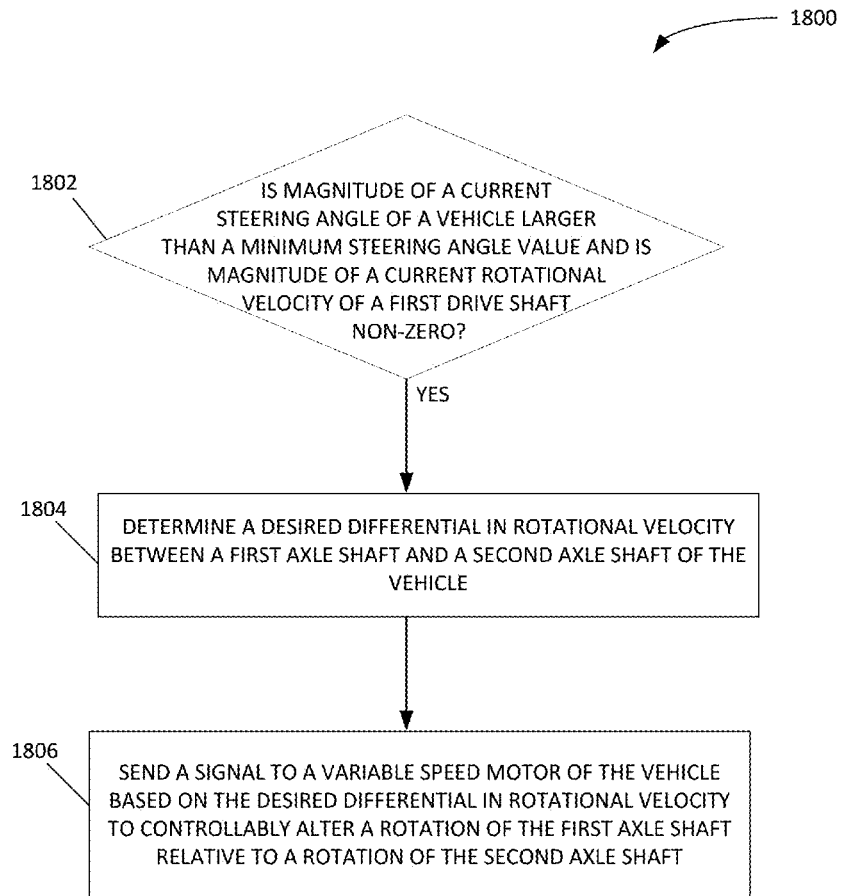 1800
1802
IS MAGNITUDE OF A CURRENT
STEERING ANGLE OF A VEHICLE LARGER
THAN A MINIMUM STEERING ANGLE VALUE AND IS
MAGNITUDE OF A CURRENT ROTATIONAL
VELOCITY OF A FIRST DRIVE SHAFT
NON-ZERO?
YES
1804
DETERMINE A DESIRED DIFFERENTIAL IN ROTATIONAL VELOCITY
BETWEEN A FIRST AXLE SHAFT AND A SECOND AXLE SHAFT OF THE
VEHICLE
1806
SEND A SIGNAL TO A VARIABLE SPEED MOTOR OF THE VEHICLE
BASED ON THE DESIRED DIFFERENTIAL IN ROTATIONAL VELOCITY
TO CONTROLLABLY ALTER A ROTATION OF THE FIRST AXLE SHAFT
RELATIVE TO A ROTATION OF THE SECOND AXLE SHAFT